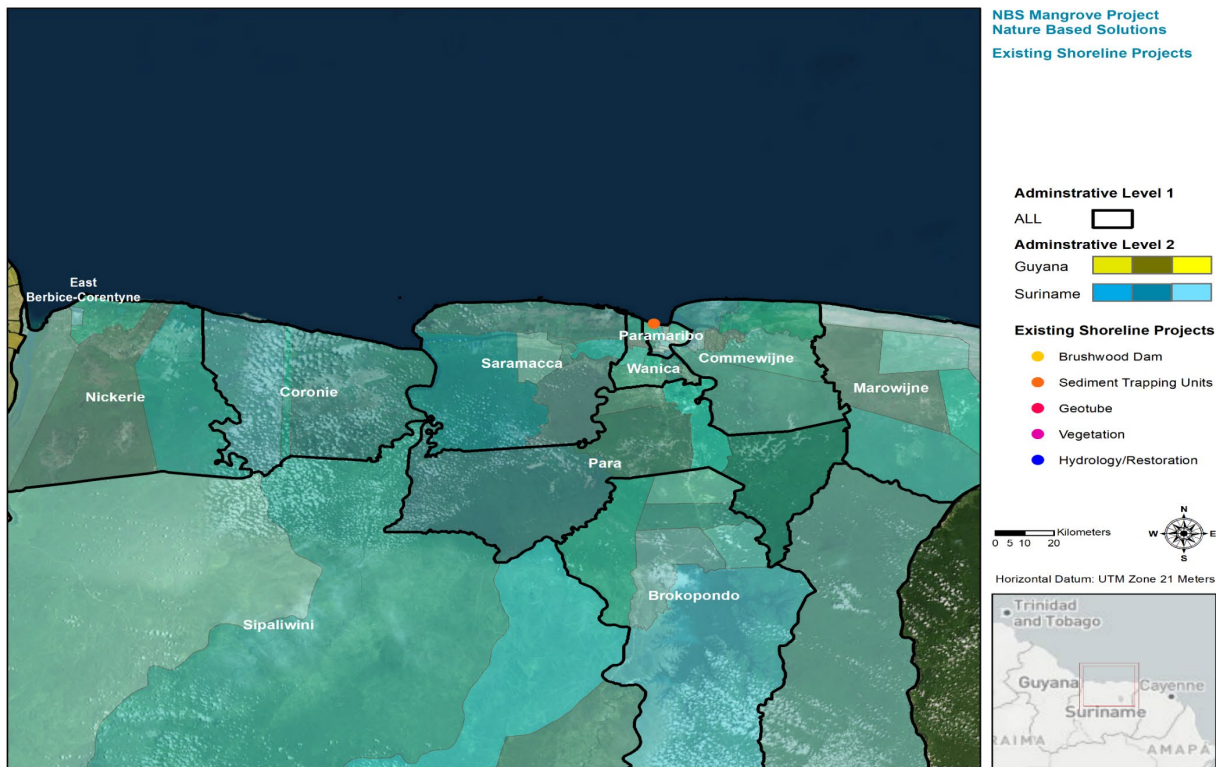 NBS Mangrove Project
Nature Based Solutions
Existing Shoreline Projects
Adminstrative Level 1
ALL
Adminstrative Level 2
Guyana
Suriname
Existing Shoreline Projects
Brushwood Dam
Sediment Trapping Units
Geotube
Vegetation
Hydrology/Restoration
N
W
E
S
Kilometers
0 5 10 20
Horizontal Datum: UTM Zone 21 Meters
Trinidad
and Tobago
Guyana
Cayenne
Suriname
RAIMA
AMAPÁ
East
Berbice-Corentyne
Nickerie
Coronie
Saramacca
Paramaribo
Wanica
Commewijne
Marowijne
Para
Brokopondo
Sipaliwini